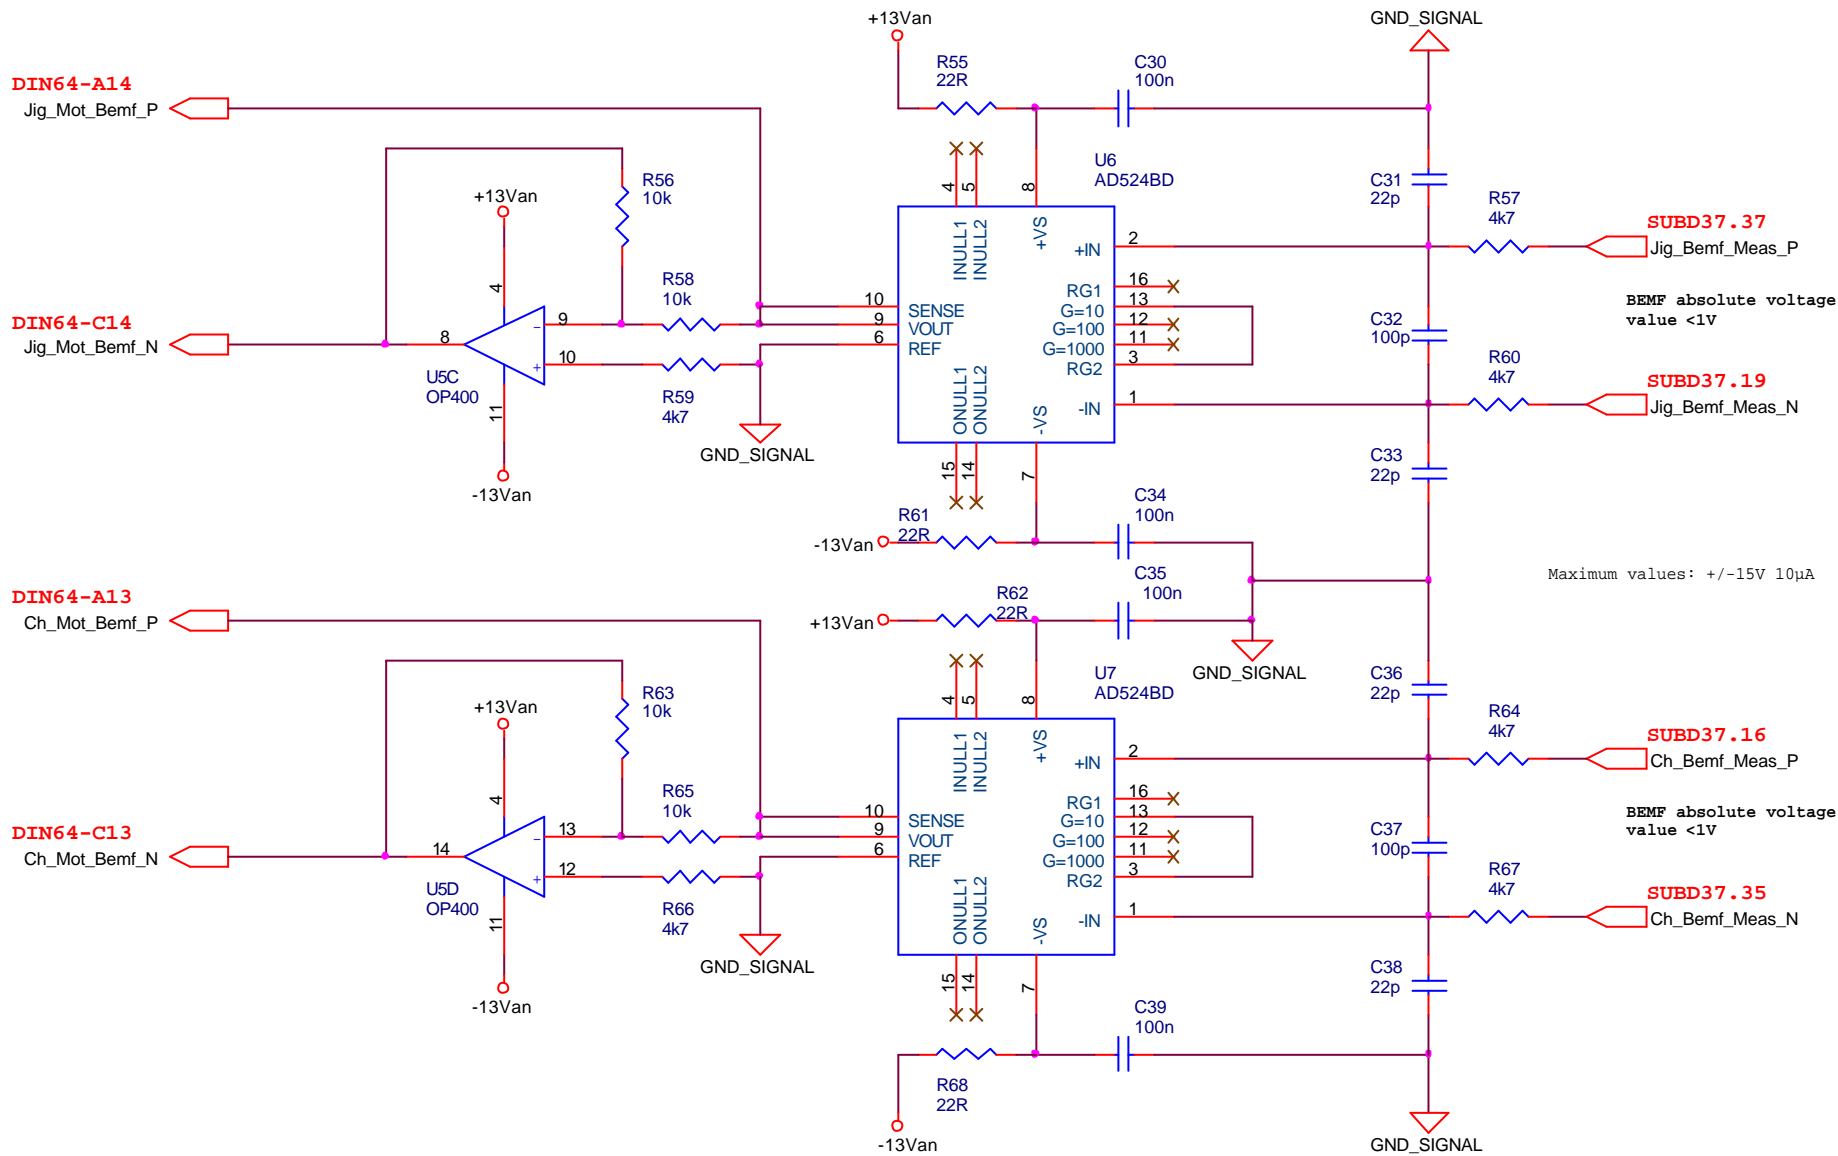 +13Van
GND_SIGNAL
R55
22R
C30
100n
DIN64-A14
Jig_Mot_Bemf_P
U6
AD524BD
R56
10k
+13Van
4
5
8
C31
22p
R57
4k7
SUBD37.37
Jig_Bemf_Meas_P
INULL1
INULL2
+VS
+IN
2
4
R58
10k
RG1
16
G=10
13
G=100
12
G=1000
11
RG2
3
10
SENSE
9
VOUT
6
REF
BEMF absolute voltage
value <1V
DIN64-C14
Jig_Mot_Bemf_N
8
9
10
-
+
C32
100p
R60
4k7
SUBD37.19
Jig_Bemf_Meas_N
U5C
OP400
11
R59
4k7
GND_SIGNAL
ONULL1
ONULL2
-VS
-IN
1
-13Van
15
14
7
C33
22p
C34
100n
R61
22R
-13Van
Maximum values: +/-15V 10µA
C35
100n
R62
22R
+13Van
DIN64-A13
Ch_Mot_Bemf_P
GND_SIGNAL
U7
AD524BD
R63
10k
+13Van
4
5
8
C36
22p
R64
4k7
SUBD37.16
Ch_Bemf_Meas_P
INULL1
INULL2
+VS
+IN
2
4
R65
10k
RG1
16
G=10
13
G=100
12
G=1000
11
RG2
3
10
SENSE
9
VOUT
6
REF
BEMF absolute voltage
value <1V
DIN64-C13
Ch_Mot_Bemf_N
14
13
12
-
+
C37
100p
R67
4k7
SUBD37.35
Ch_Bemf_Meas_N
U5D
OP400
11
R66
4k7
GND_SIGNAL
ONULL1
ONULL2
-VS
-IN
1
-13Van
15
14
7
C38
22p
C39
100n
R68
22R
-13Van
GND_SIGNAL